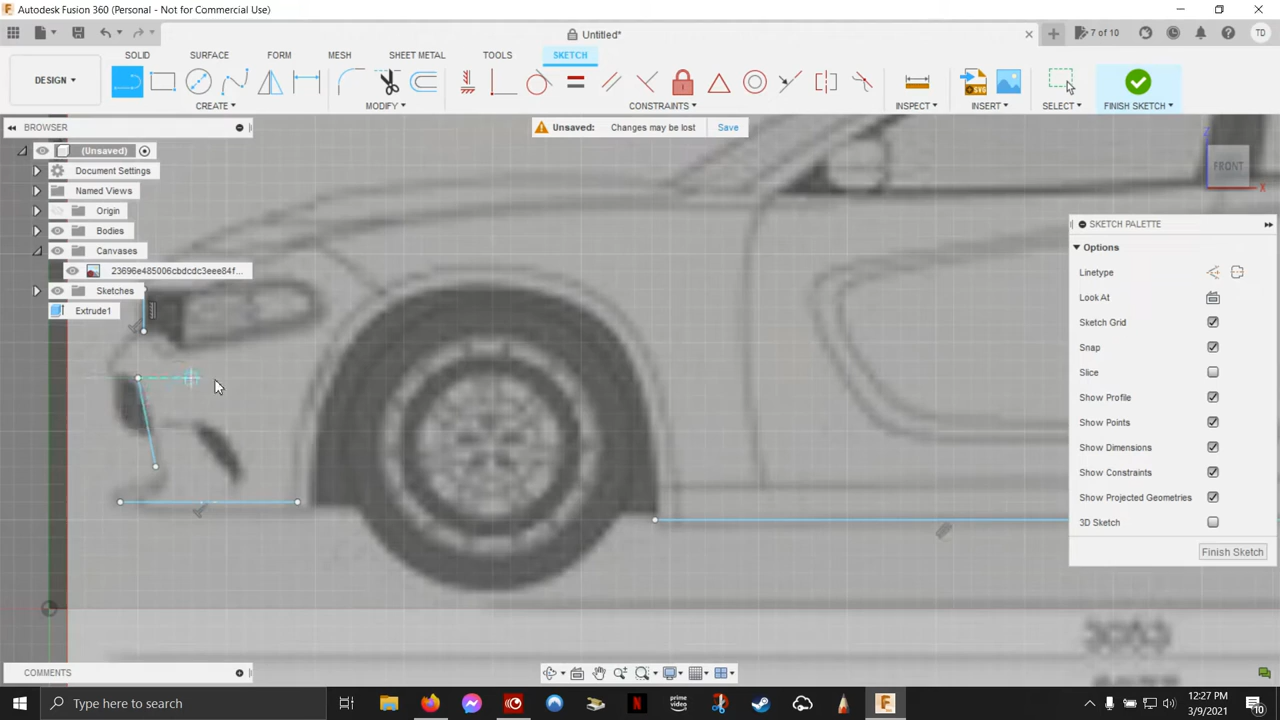 Autodesk Fusion 360 (Personal - Not for Commercial Use)
Untitled*
7 of 10
TD
DESIGN
SOLID
SURFACE
FORM
MESH
SHEET METAL
TOOLS
SKETCH
CREATE
MODIFY
CONSTRAINTS
INSPECT
INSERT
SELECT
FINISH SKETCH
BROWSER
Unsaved: Changes may be lost
Save
(Unsaved)
Document Settings
Named Views
Origin
Bodies
Canvases
23696e485006cbdcdc3eee84f...
Sketches
Extrude1
Z
FRONT
X
SKETCH PALETTE
Options
Linetype
Look At
Sketch Grid
Snap
Slice
Show Profile
Show Points
Show Dimensions
Show Constraints
Show Projected Geometries
3D Sketch
Finish Sketch
COMMENTS
Type here to search
prime video
12:27 PM
3/9/2021